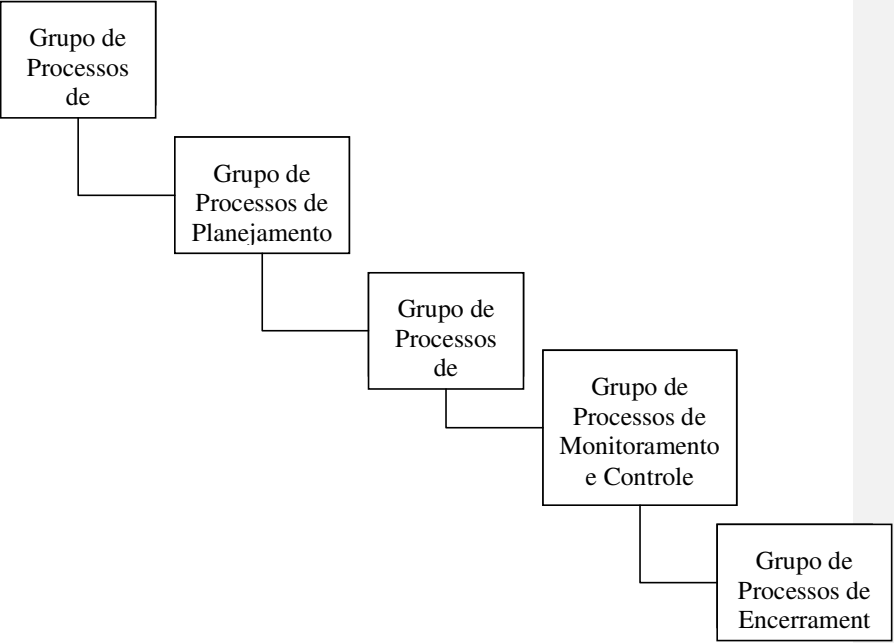 Grupo de
Processos
de
Grupo de
Processos de
Planejamento
Grupo de
Processos
de
Grupo de
Processos de
Monitoramento
e Controle
Grupo de
Processos de
Encerrament